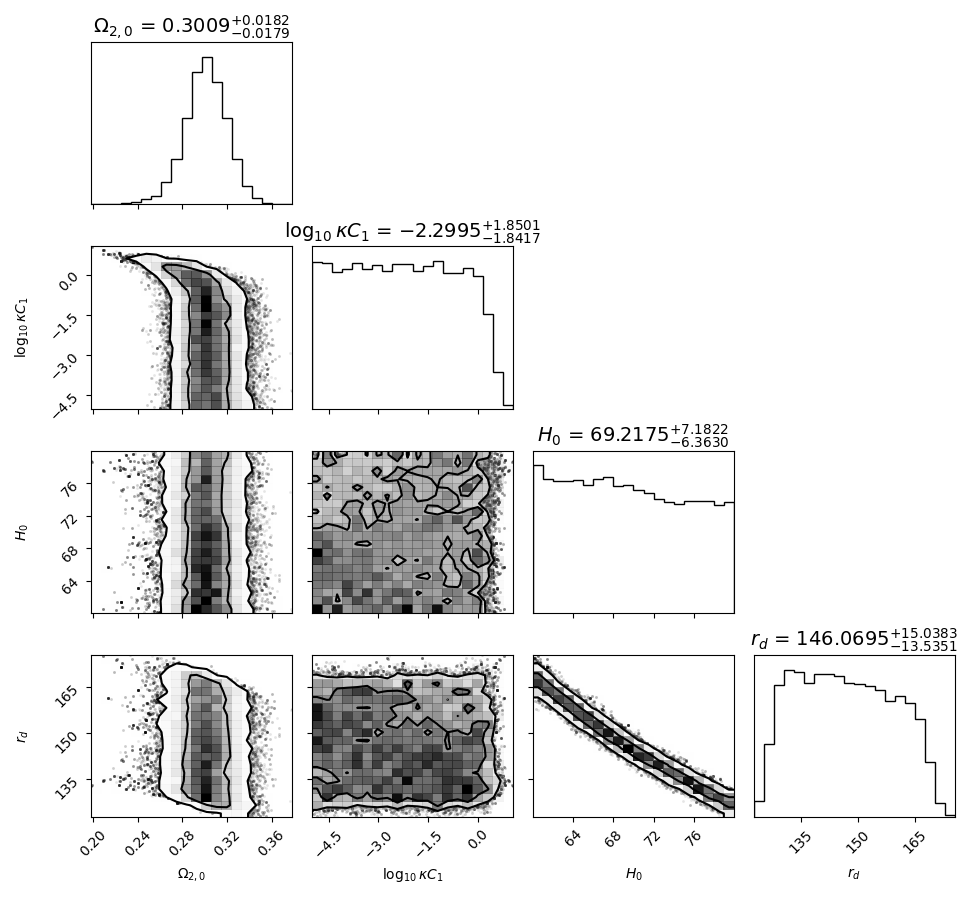 Ω₂,₀ = 0.3009 +0.0182 −0.0179
log₁₀ κC₁ = −2.2995 +1.8501 −1.8417
log₁₀ κC₁
0.0
−1.5
−3.0
−4.5
H₀ = 69.2175 +7.1822 −6.3630
H₀
76
72
68
64
r_d = 146.0695 +15.0383 −13.5351
r_d
165
150
135
0.20 0.24 0.28 0.32 0.36 −4.5 −3.0 −1.5 0.0 64 68 72 76 135 150 165
Ω₂,₀ log₁₀ κC₁ H₀ r_d